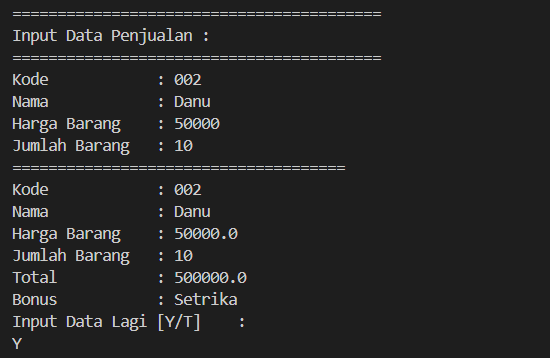 =========================================
Input Data Penjualan :
=========================================
Kode            : 002
Nama            : Danu
Harga Barang    : 50000
Jumlah Barang   : 10
=====================================
Kode            : 002
Nama            : Danu
Harga Barang    : 50000.0
Jumlah Barang   : 10
Total           : 500000.0
Bonus           : Setrika
Input Data Lagi [Y/T]    :
Y